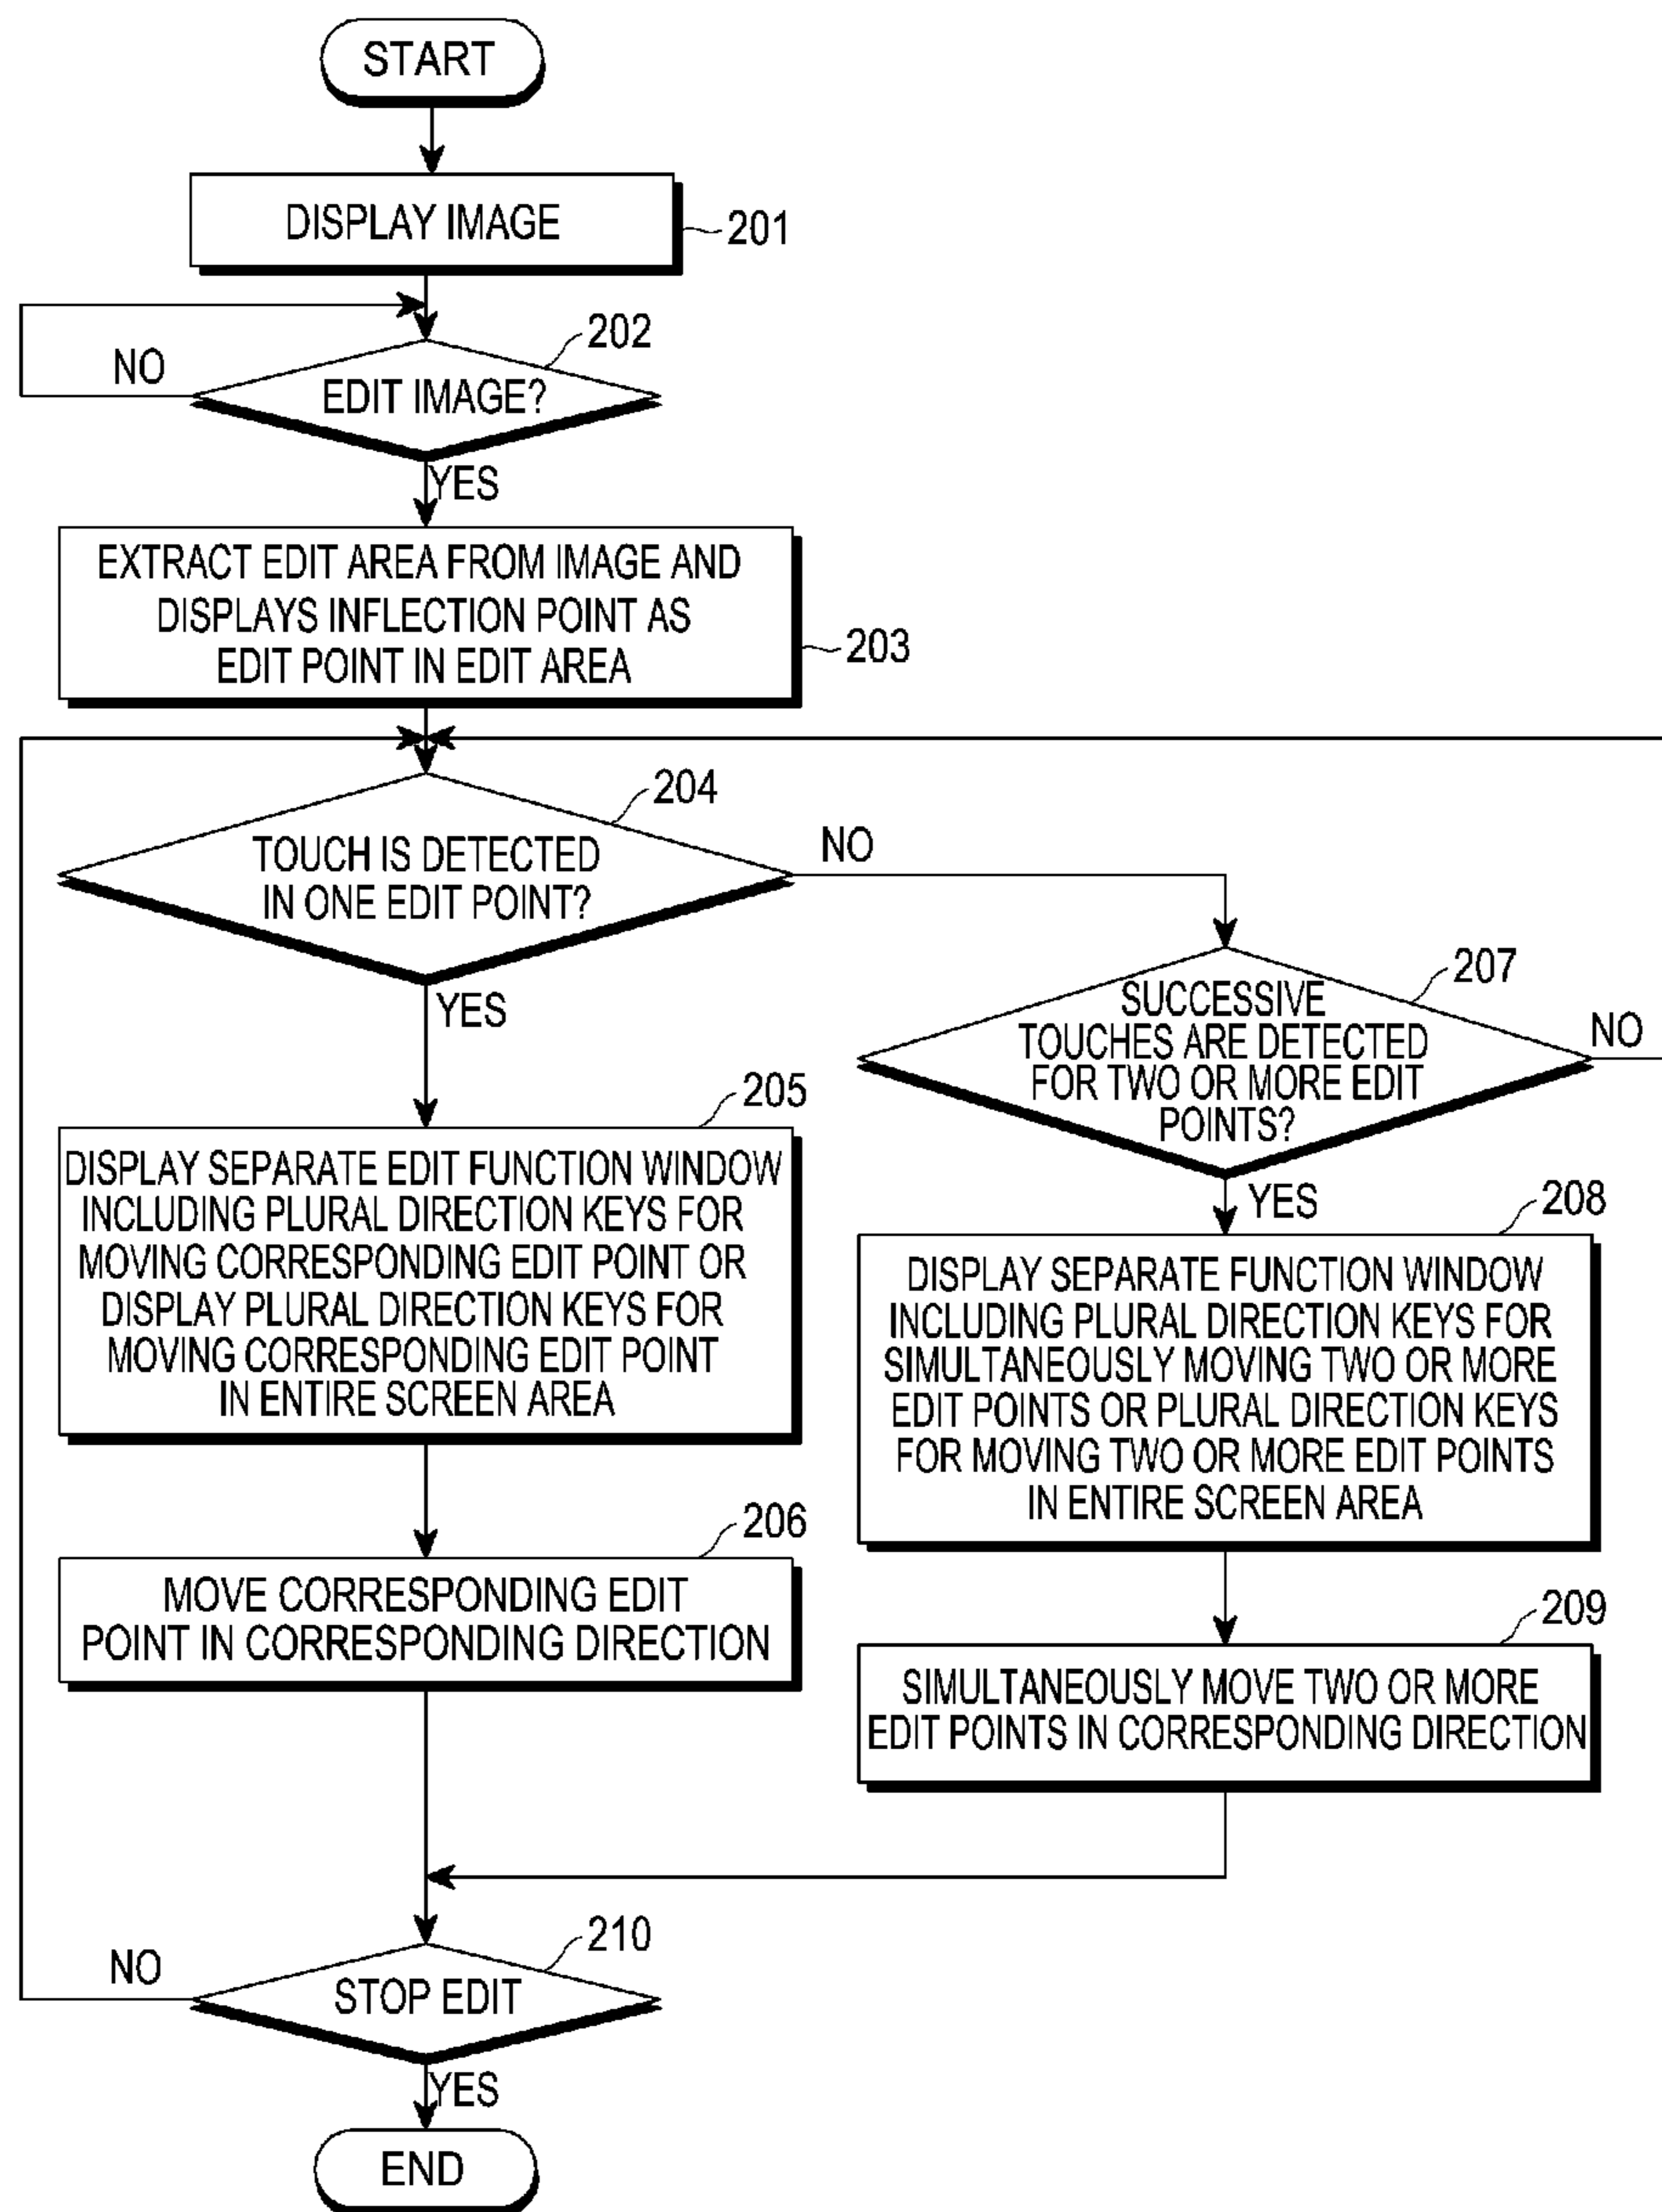 START
DISPLAY IMAGE
201
202
NO
EDIT IMAGE?
YES
EXTRACT EDIT AREA FROM IMAGE AND
DISPLAYS INFLECTION POINT AS
EDIT POINT IN EDIT AREA
203
204
TOUCH IS DETECTED
IN ONE EDIT POINT?
NO
YES
207
SUCCESSIVE
TOUCHES ARE DETECTED
FOR TWO OR MORE EDIT
POINTS?
NO
YES
205
DISPLAY SEPARATE EDIT FUNCTION WINDOW
INCLUDING PLURAL DIRECTION KEYS FOR
MOVING CORRESPONDING EDIT POINT OR
DISPLAY PLURAL DIRECTION KEYS FOR
MOVING CORRESPONDING EDIT POINT
IN ENTIRE SCREEN AREA
208
DISPLAY SEPARATE FUNCTION WINDOW
INCLUDING PLURAL DIRECTION KEYS FOR
SIMULTANEOUSLY MOVING TWO OR MORE
EDIT POINTS OR PLURAL DIRECTION KEYS
FOR MOVING TWO OR MORE EDIT POINTS
IN ENTIRE SCREEN AREA
206
MOVE CORRESPONDING EDIT
POINT IN CORRESPONDING DIRECTION
209
SIMULTANEOUSLY MOVE TWO OR MORE
EDIT POINTS IN CORRESPONDING DIRECTION
210
NO
STOP EDIT
YES
END